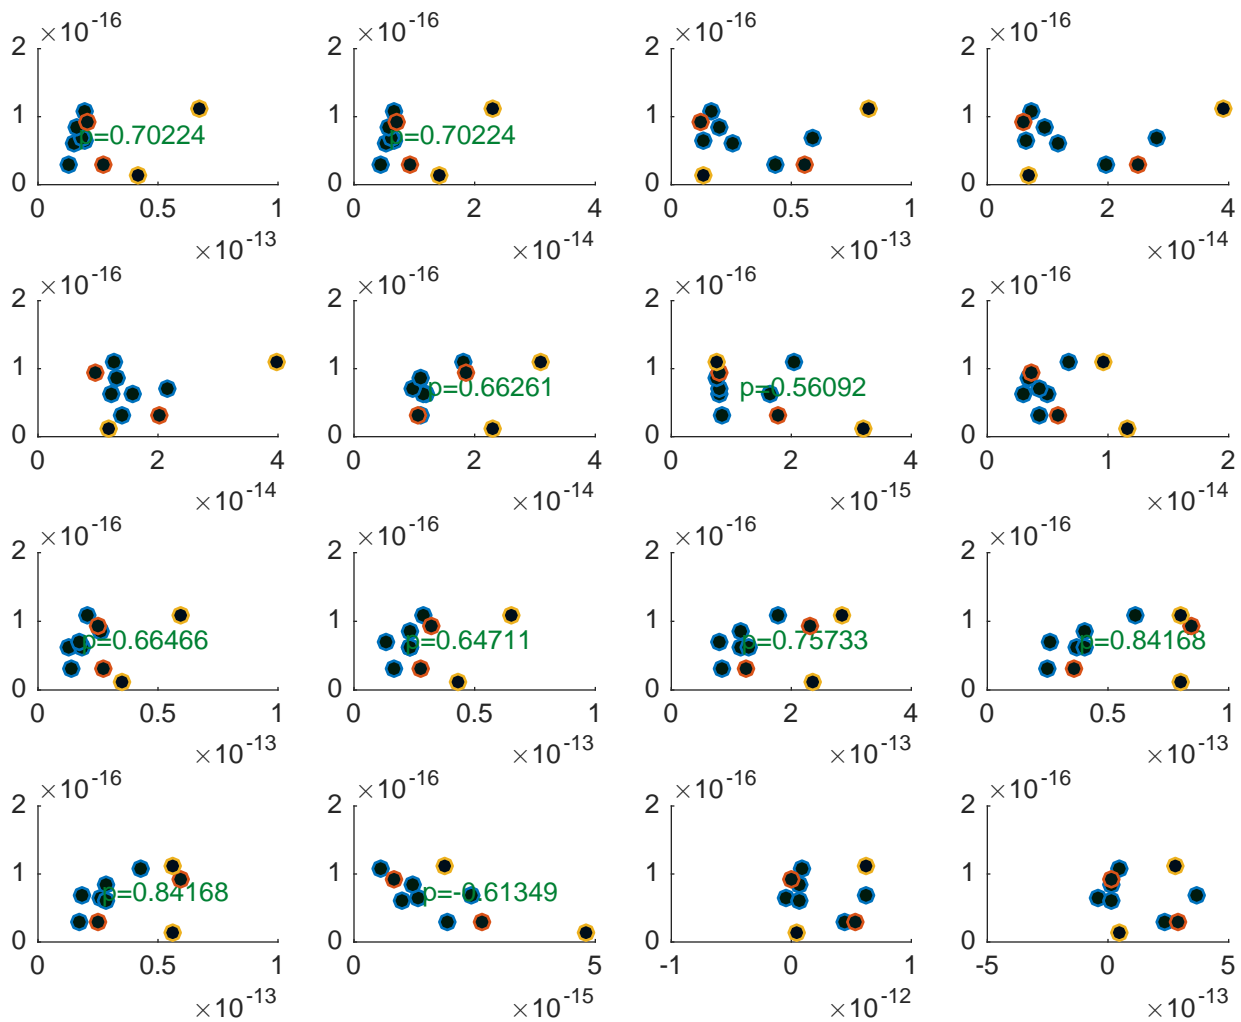 ×10^-16 ×10^-16 ×10^-16 ×10^-16
2 2 2 2
1 1 1 1
p=0.70224 p=0.70224
0 0 0 0
0 0.5 1 0 2 4 0 0.5 1 0 2 4
×10^-13 ×10^-14 ×10^-13 ×10^-14
×10^-16 ×10^-16 ×10^-16 ×10^-16
2 2 2 2
1 1 1 1
p=0.66261 p=0.56092
0 0 0 0
0 2 4 0 2 4 0 2 4 0 1 2
×10^-14 ×10^-14 ×10^-15 ×10^-14
×10^-16 ×10^-16 ×10^-16 ×10^-16
2 2 2 2
1 1 1 1
p=0.66466 p=0.64711 p=0.75733 p=0.84168
0 0 0 0
0 0.5 1 0 0.5 1 0 2 4 0 0.5 1
×10^-13 ×10^-13 ×10^-13 ×10^-13
×10^-16 ×10^-16 ×10^-16 ×10^-16
2 2 2 2
1 1 1 1
p=0.84168 p=-0.61349
0 0 0 0
0 0.5 1 0 5 -1 0 1 -5 0 5
×10^-13 ×10^-15 ×10^-12 ×10^-13